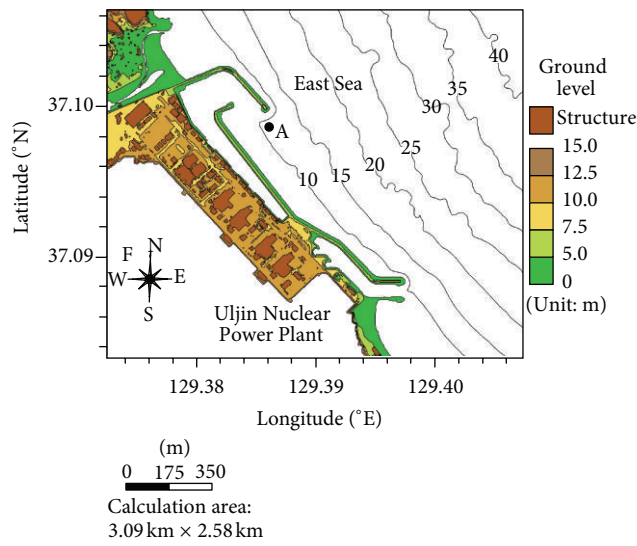 40
35
30
25
20
15
10
East Sea
A
37.10
37.09
Latitude (°N)
F
N
W
E
S
Uljin Nuclear
Power Plant
129.38
129.39
129.40
Longitude (°E)
Ground
level
Structure
15.0
12.5
10.0
7.5
5.0
0
(Unit: m)
(m)
0 175 350
Calculation area:
3.09 km × 2.58 km